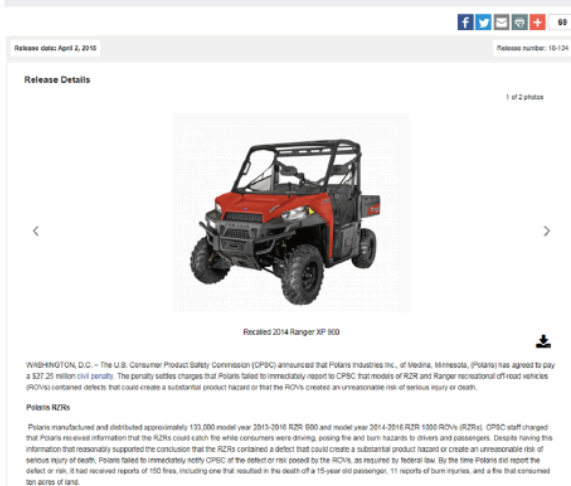 69
Release date: April 2, 2018
Release number: 18-134
Release Details
1 of 2 photos
Recalled 2014 Ranger XP 900
WASHINGTON, D.C. – The U.S. Consumer Product Safety Commission (CPSC) announced that Polaris Industries Inc., of Medina, Minnesota, (Polaris) has agreed to pay
a $27.25 million civil penalty. The penalty settles charges that Polaris failed to immediately report to CPSC that models of RZR and Ranger recreational off-road vehicles
(ROVs) contained defects that could create a substantial product hazard or that the ROVs created an unreasonable risk of serious injury or death.
Polaris RZRs
Polaris manufactured and distributed approximately 133,000 model year 2013-2016 RZR 900 and model year 2014-2016 RZR 1000 ROVs (RZRs). CPSC staff charged
that Polaris received information that the RZRs could catch fire while consumers were driving, posing fire and burn hazards to drivers and passengers. Despite having this
information that reasonably supported the conclusion that the RZRs contained a defect that could create a substantial product hazard or create an unreasonable risk of
serious injury of death, Polaris failed to immediately notify CPSC of the defect or risk posed by the ROVs, as required by federal law. By the time Polaris did report the
defect or risk, it had received reports of 150 fires, including one that resulted in the death off a 15-year old passenger, 11 reports of burn injuries, and a fire that consumed
ten acres of land.